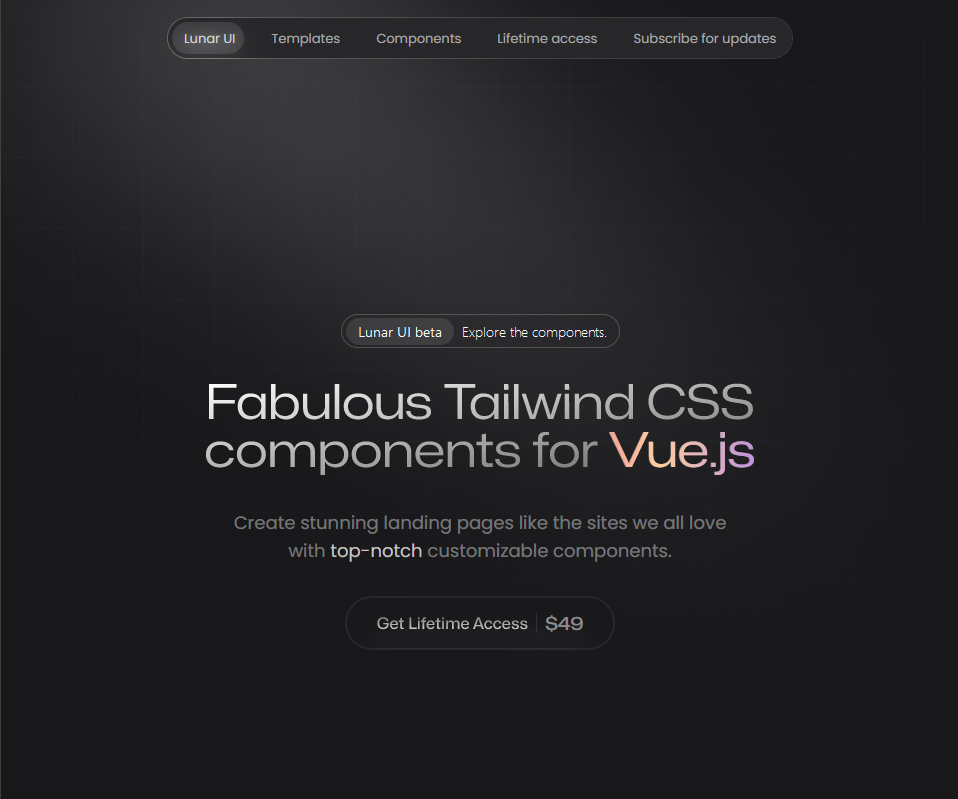 Lunar UI Templates Components Lifetime access Subscribe for updates
Lunar UI beta Explore the components.
Fabulous Tailwind CSS
components for Vue.js
Create stunning landing pages like the sites we all love
with top-notch customizable components.
Get Lifetime Access $49